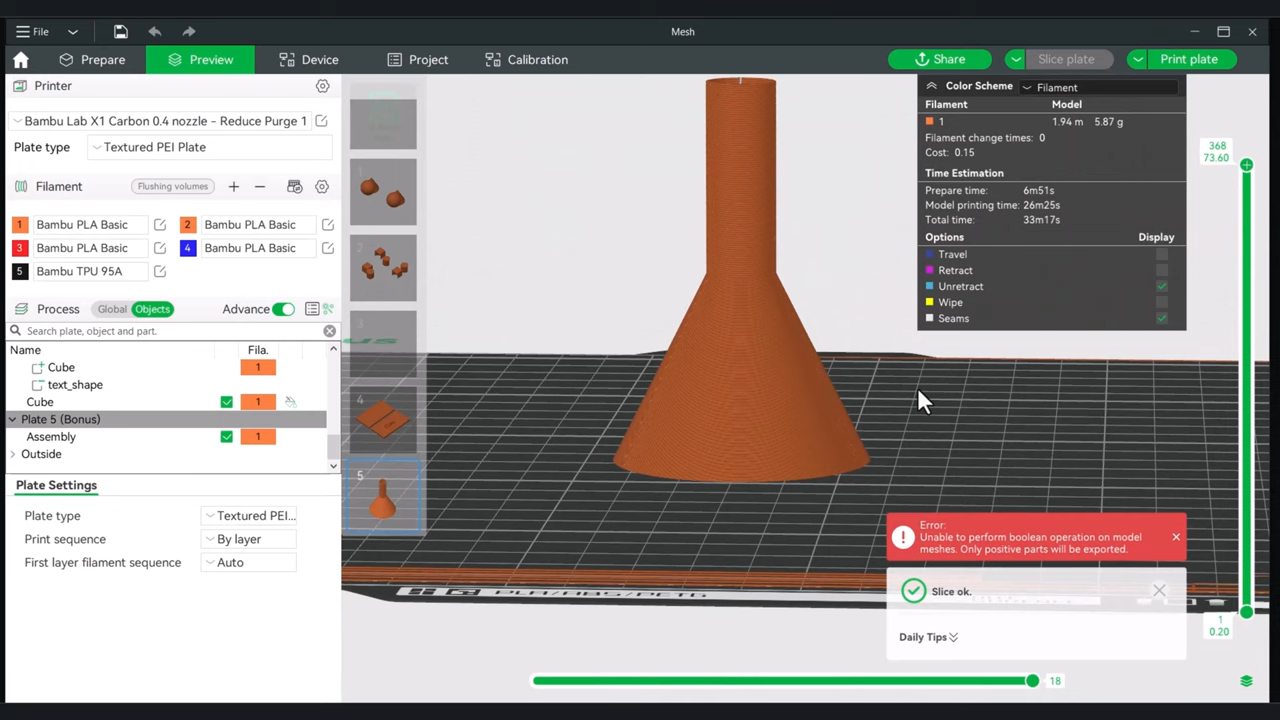 File
Mesh
Prepare
Preview
Device
Project
Calibration
Share
Slice plate
Print plate
Printer
Bambu Lab X1 Carbon 0.4 nozzle - Reduce Purge 1
Plate type
Textured PEI Plate
Filament
Flushing volumes
1 Bambu PLA Basic
2 Bambu PLA Basic
3 Bambu PLA Basic
4 Bambu PLA Basic
5 Bambu TPU 95A
Process
Global
Objects
Advance
Search plate, object and part.
Name
Fila.
Cube
1
text_shape
Cube
1
Plate 5 (Bonus)
Assembly
1
Outside
Plate Settings
Plate type
Textured PEI...
Print sequence
By layer
First layer filament sequence
Auto
1
2
3
4
5
Color Scheme
Filament
Filament
Model
1
1.94 m 5.87 g
Filament change times: 0
Cost: 0.15
Time Estimation
Prepare time: 6m51s
Model printing time: 26m25s
Total time: 33m17s
Options
Display
Travel
Retract
Unretract
Wipe
Seams
368
73.60
PLA/ABS/PETG
Error:
Unable to perform boolean operation on model
meshes. Only positive parts will be exported.
Slice ok.
Daily Tips
1
0.20
18